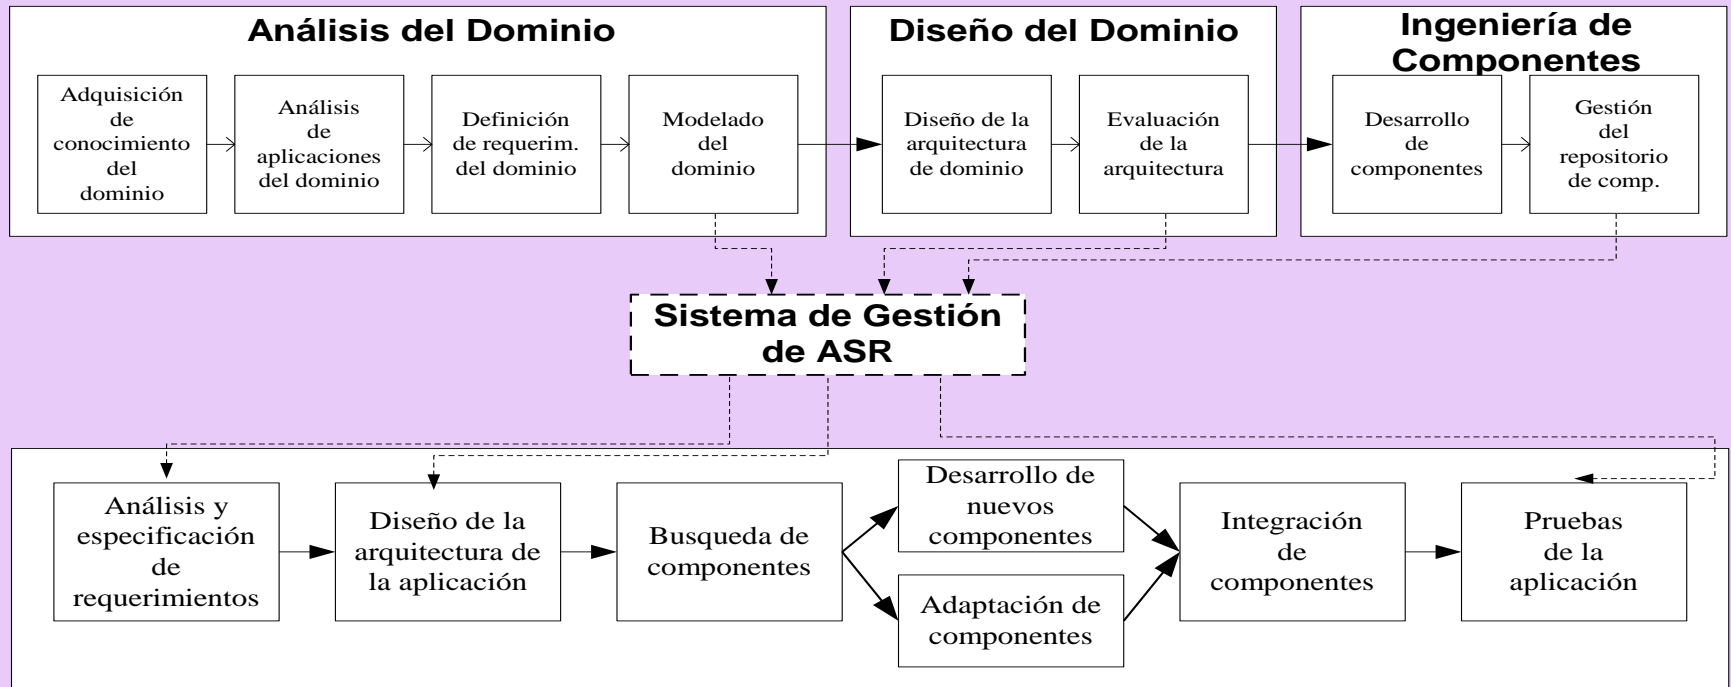 Análisis del Dominio
Adquisición
de
conocimiento
del
dominio
Análisis
de
aplicaciones
del dominio
Definición
de requerim.
del dominio
Modelado
del
dominio
Diseño del Dominio
Diseño de la
arquitectura
de dominio
Evaluación
de la
arquitectura
Ingeniería de
Componentes
Desarrollo
de
componentes
Gestión
del
repositorio
de comp.
Sistema de Gestión
de ASR
Análisis y
especificación
de
requerimientos
Diseño de la
arquitectura de
la aplicación
Busqueda de
componentes
Desarrollo de
nuevos
componentes
Adaptación de
componentes
Integración
de
componentes
Pruebas
de la
aplicación